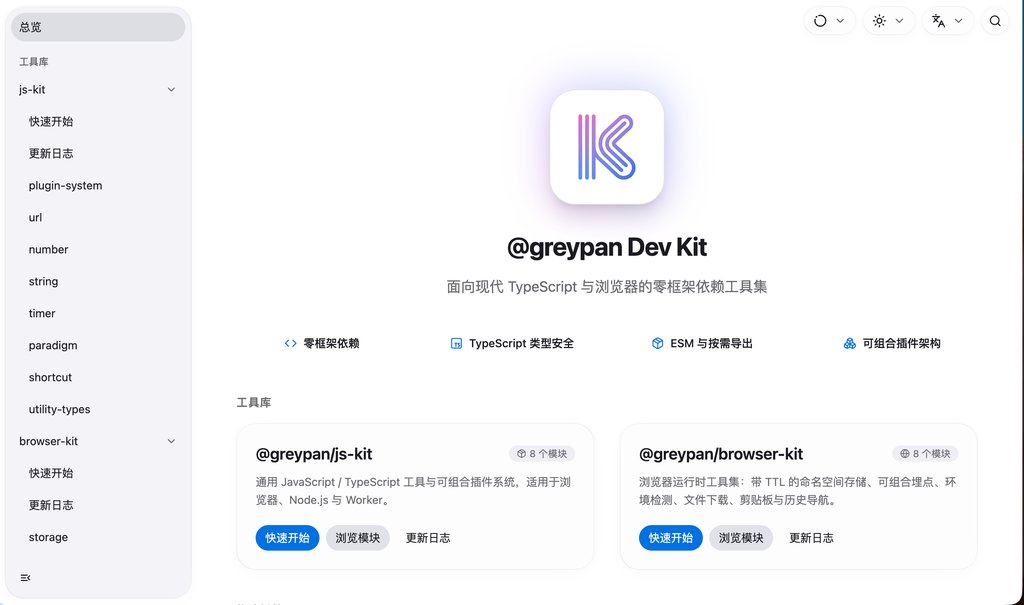 总览
工具库
js-kit
快速开始
更新日志
plugin-system
url
number
string
timer
paradigm
shortcut
utility-types
browser-kit
快速开始
更新日志
storage
@greypan Dev Kit
面向现代 TypeScript 与浏览器的零框架依赖工具集
零框架依赖
TypeScript 类型安全
ESM 与按需导出
可组合插件架构
工具库
@greypan/js-kit
8 个模块
通用 JavaScript / TypeScript 工具与可组合插件系统，适用于浏
览器、Node.js 与 Worker。
快速开始
浏览模块
更新日志
@greypan/browser-kit
8 个模块
浏览器运行时工具集：带 TTL 的命名空间存储、可组合埋点、环
境检测、文件下载、剪贴板与历史导航。
快速开始
浏览模块
更新日志